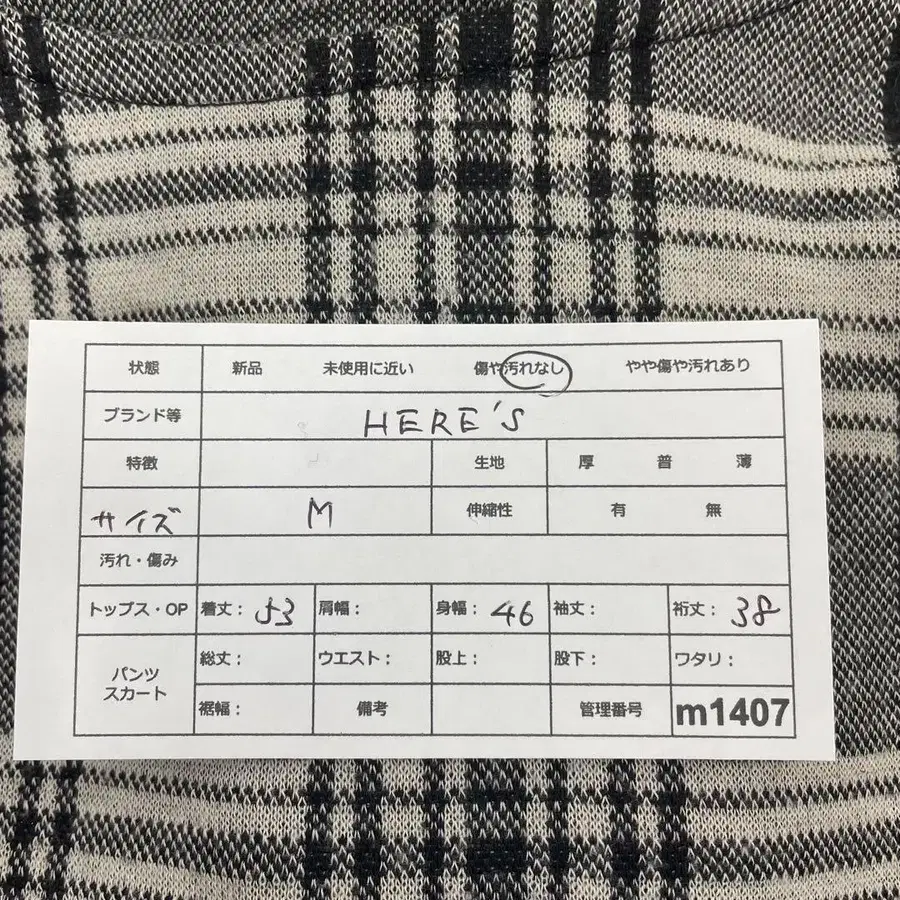 状態 新品 未使用に近い 傷や汚れなし やや傷や汚れあり
ブランド等 HERE'S
特徴 生地 厚 普 薄
サイズ M 伸縮性 有 無
汚れ・傷み
トップス・OP 着丈： 53 肩幅： 身幅： 46 袖丈： 裄丈： 38
パンツ スカート 総丈： ウエスト： 股上： 股下： ワタリ：
裾幅： 備考 管理番号 m1407